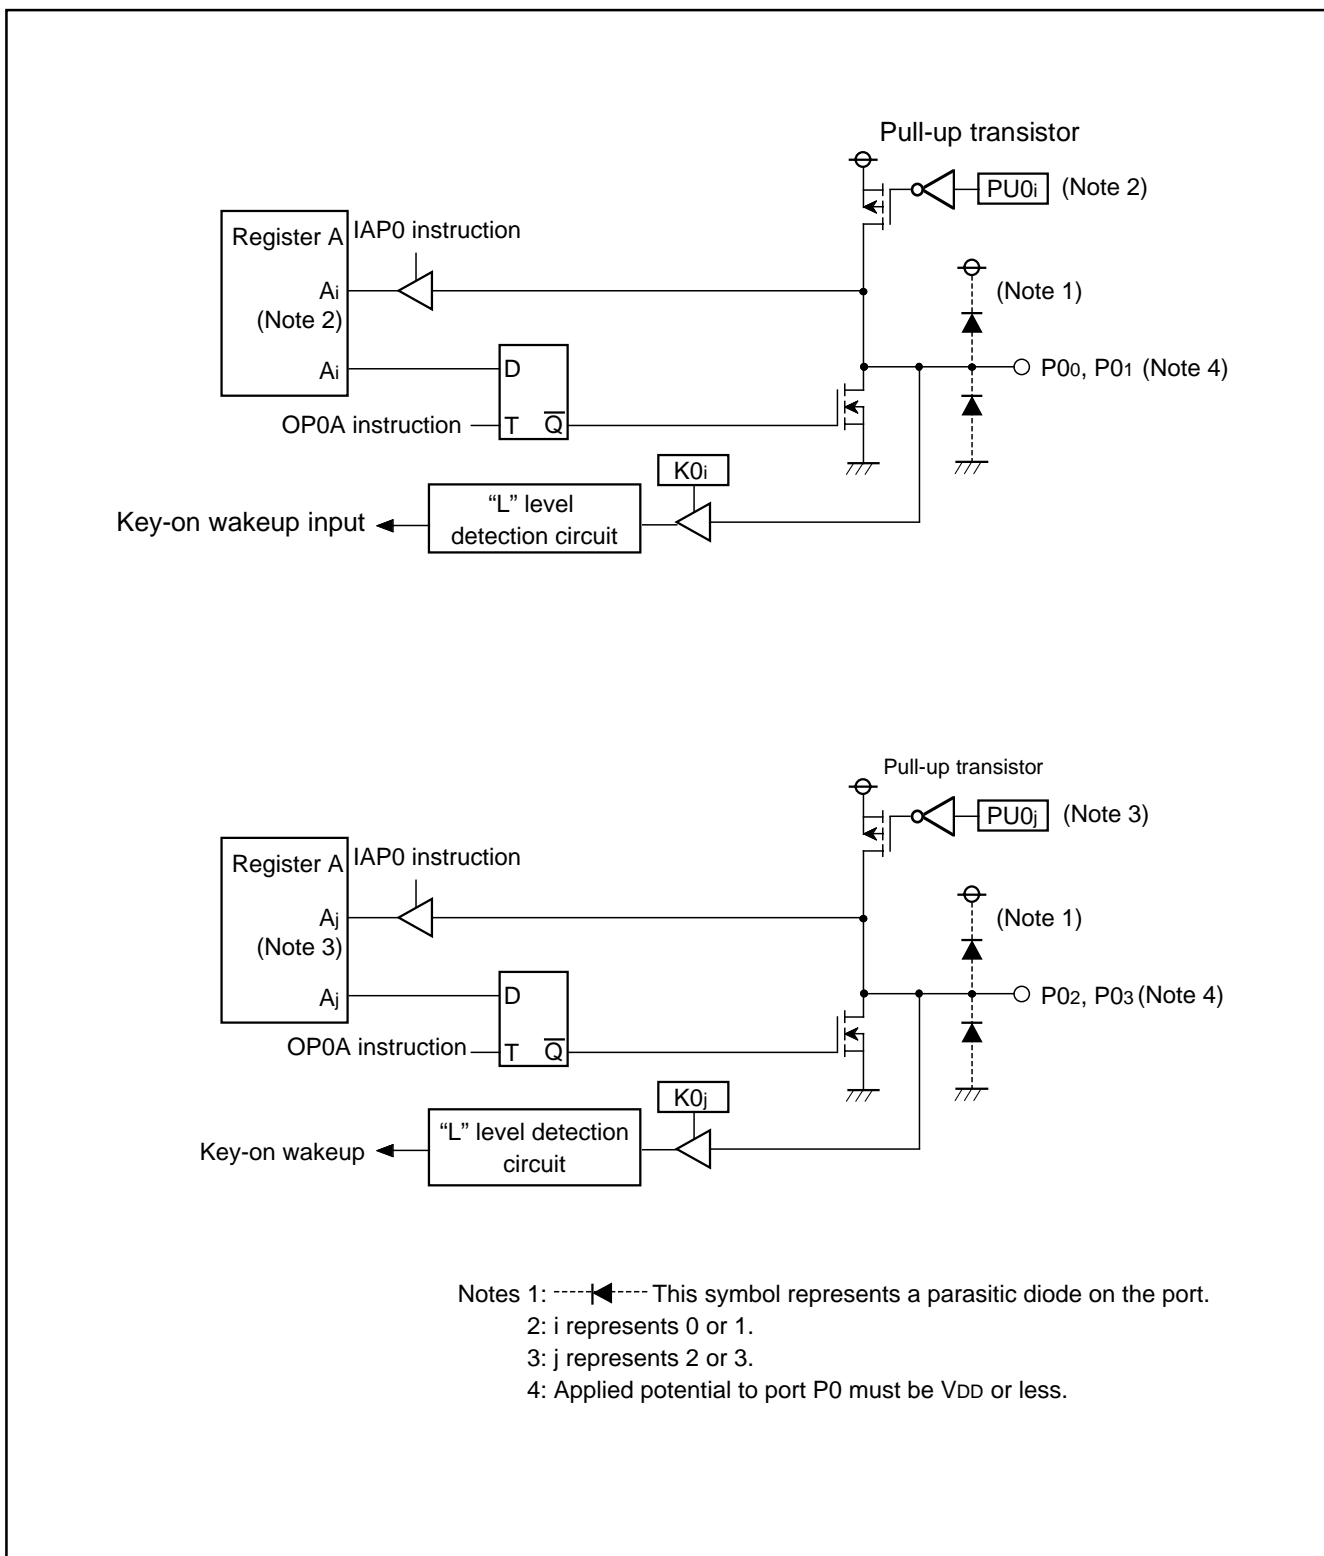 Pull-up transistor
PU0i (Note 2)
Register A
IAP0 instruction
Ai
(Note 2)
(Note 1)
Ai
D
P00, P01 (Note 4)
OP0A instruction
T Q
K0i
“L” level
detection circuit
Key-on wakeup input
Pull-up transistor
PU0j (Note 3)
Register A
IAP0 instruction
Aj
(Note 3)
(Note 1)
Aj
D
P02, P03 (Note 4)
OP0A instruction
T Q
K0j
“L” level detection
circuit
Key-on wakeup
Notes 1: This symbol represents a parasitic diode on the port.
2: i represents 0 or 1.
3: j represents 2 or 3.
4: Applied potential to port P0 must be VDD or less.